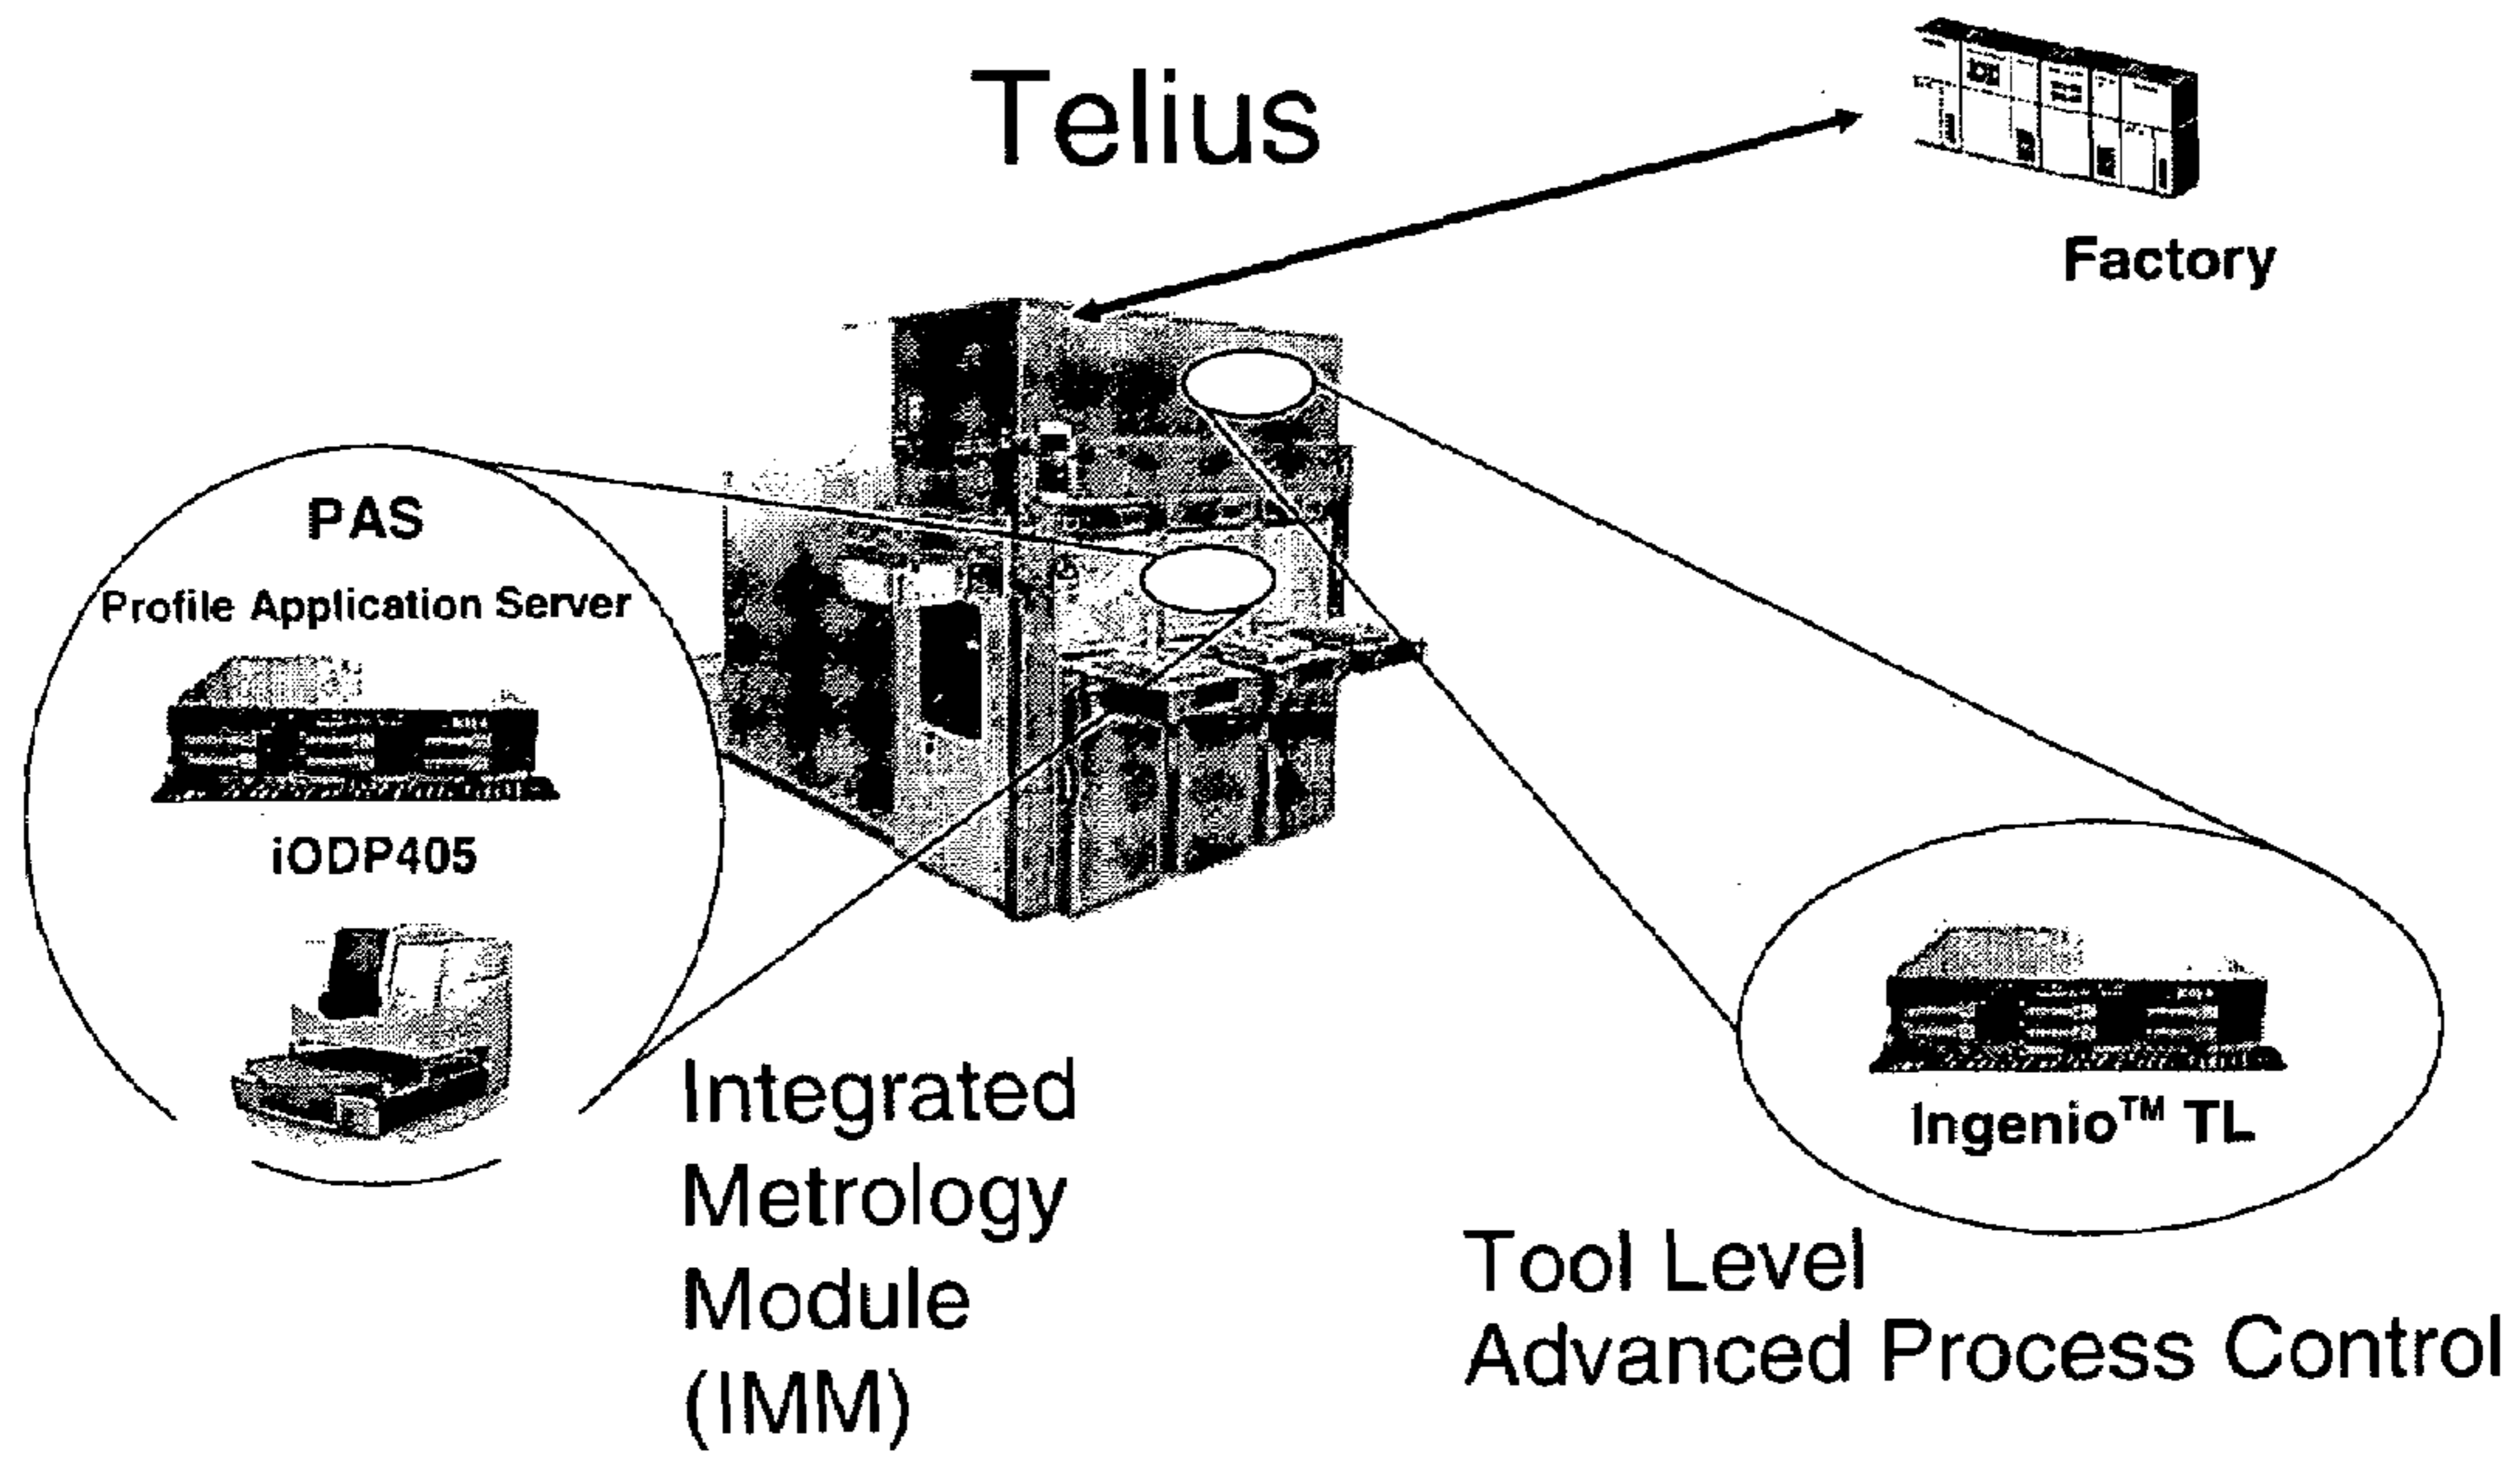 Telius
Factory
PAS
Profile Application Server
iODP405
Integrated
Metrology
Module
(IMM)
Ingenio™ TL
Tool Level
Advanced Process Control